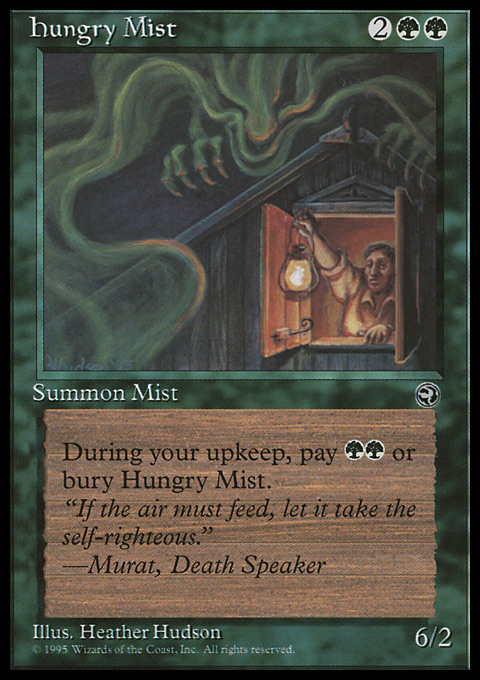 Hungry Mist 2
Summon Mist
During your upkeep, pay or
bury Hungry Mist.
"If the air must feed, let it take the
self-righteous."
—Murat, Death Speaker
Illus. Heather Hudson
6/2
© 1995 Wizards of the Coast, Inc. All rights reserved.